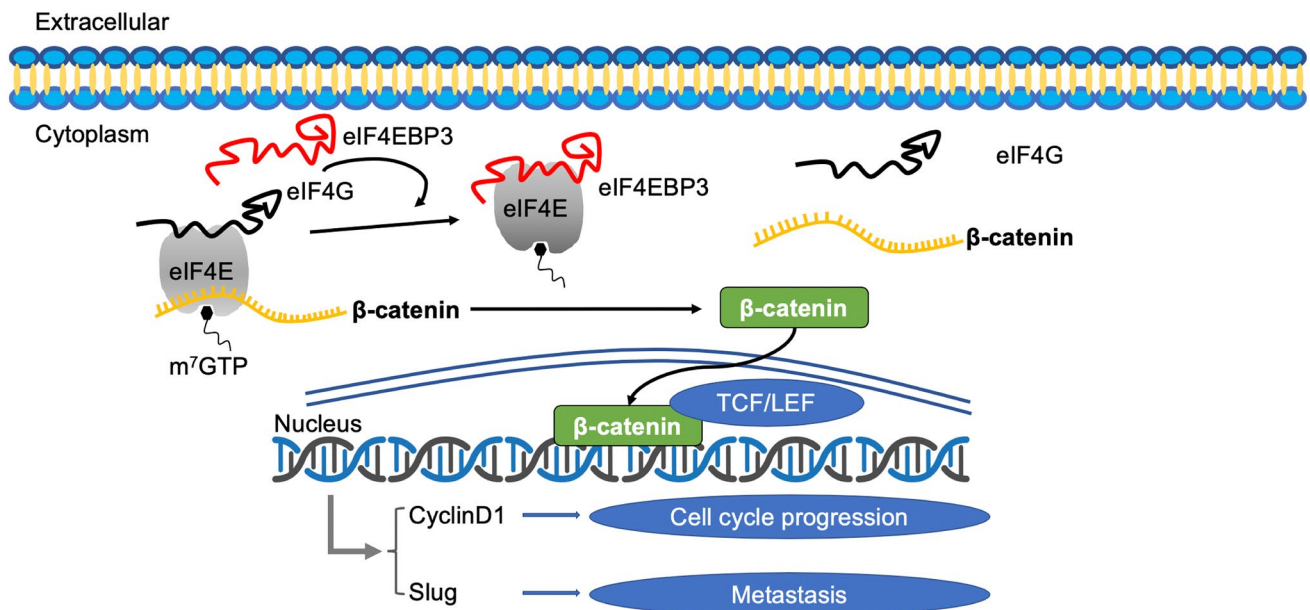 Extracellular
Cytoplasm
eIF4EBP3
eIF4G
eIF4E
β-catenin
m⁷GTP
eIF4E
eIF4EBP3
eIF4G
β-catenin
β-catenin
Nucleus
β-catenin
TCF/LEF
CyclinD1
Cell cycle progression
Slug
Metastasis